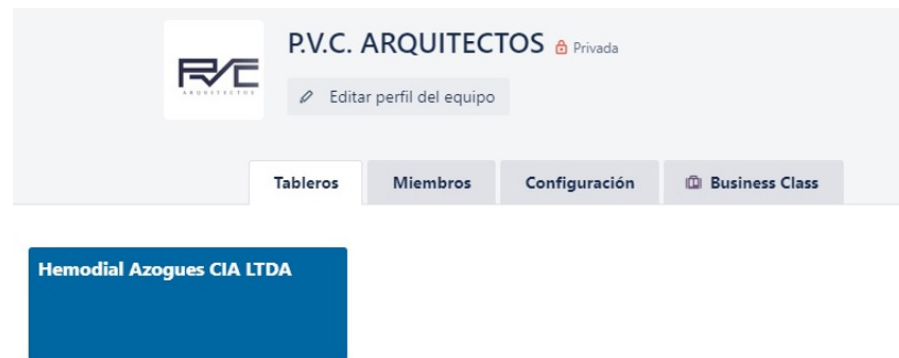 P.V.C. ARQUITECTOS Privada
PVC
ARQUITECTOS
Editar perfil del equipo
Tableros Miembros Configuración Business Class
Hemodial Azogues CIA LTDA